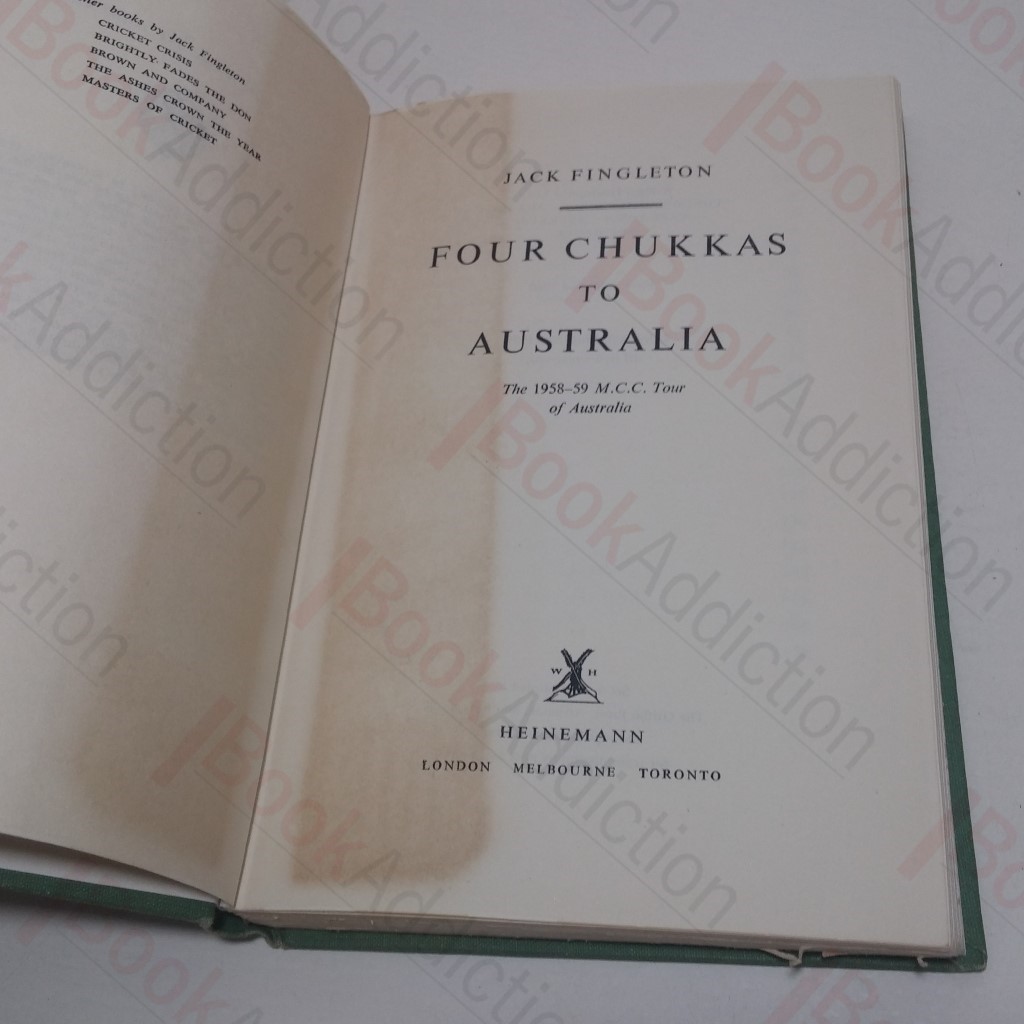 books by Jack Fingleton
CRICKET CRISIS
BRIGHTLY FADES THE DON
BROWN AND COMPANY
THE ASHES CROWN THE YEAR
MASTERS OF CRICKET
JACK FINGLETON
FOUR CHUKKAS
TO
AUSTRALIA
The 1958–59 M.C.C. Tour
of Australia
W H
HEINEMANN
LONDON MELBOURNE TORONTO
BookAddiction